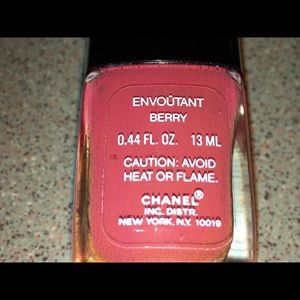 ENVOÛTANT
BERRY
0.44 FL. OZ. 13 ML
CAUTION: AVOID
HEAT OR FLAME.
CHANEL®
INC. DISTR.
NEW YORK, N.Y. 10019